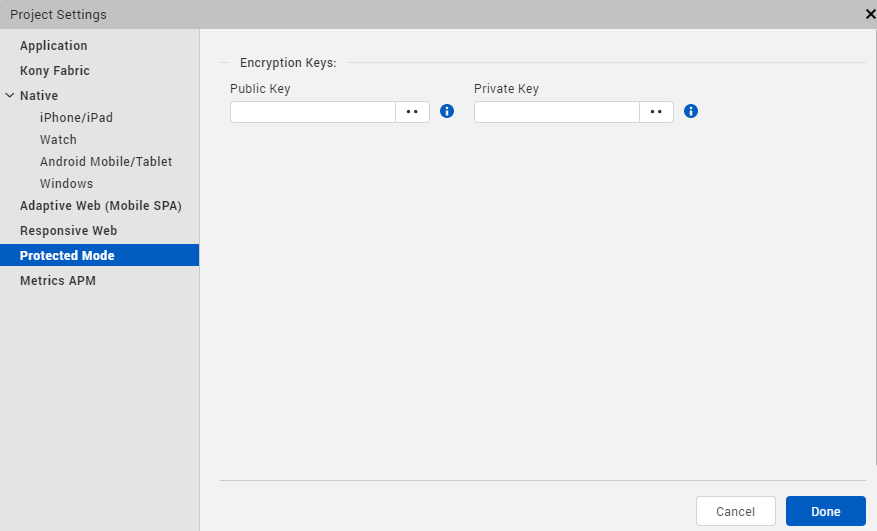 Project Settings
Application
Kony Fabric
Native
iPhone/iPad
Watch
Android Mobile/Tablet
Windows
Adaptive Web (Mobile SPA)
Responsive Web
Protected Mode
Metrics APM
Encryption Keys:
Public Key
Private Key
Cancel
Done